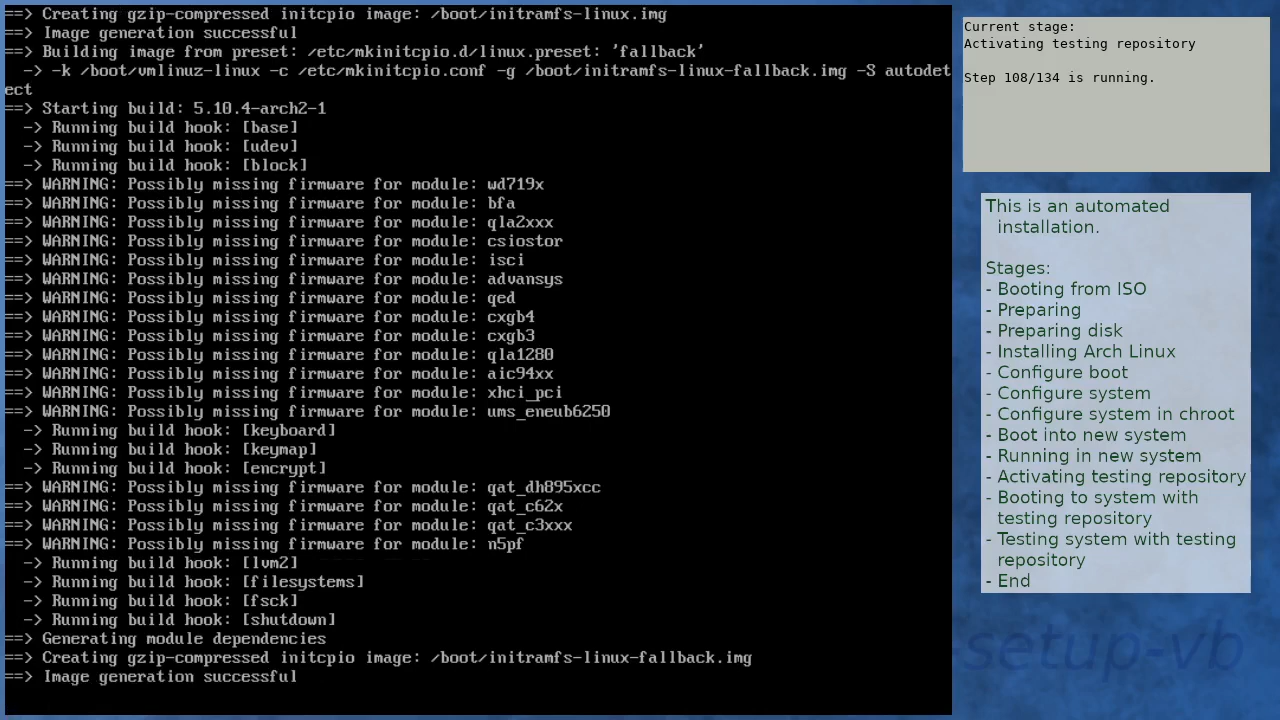 ==> Creating gzip-compressed initcpio image: /boot/initramfs-linux.img
==> Image generation successful
==> Building image from preset: /etc/mkinitcpio.d/linux.preset: 'fallback'
  -> -k /boot/vmlinuz-linux -c /etc/mkinitcpio.conf -g /boot/initramfs-linux-fallback.img -S autodet
ect
==> Starting build: 5.10.4-arch2-1
  -> Running build hook: [base]
  -> Running build hook: [udev]
  -> Running build hook: [block]
==> WARNING: Possibly missing firmware for module: wd719x
==> WARNING: Possibly missing firmware for module: bfa
==> WARNING: Possibly missing firmware for module: qla2xxx
==> WARNING: Possibly missing firmware for module: csiostor
==> WARNING: Possibly missing firmware for module: isci
==> WARNING: Possibly missing firmware for module: advansys
==> WARNING: Possibly missing firmware for module: qed
==> WARNING: Possibly missing firmware for module: cxgb4
==> WARNING: Possibly missing firmware for module: cxgb3
==> WARNING: Possibly missing firmware for module: qla1280
==> WARNING: Possibly missing firmware for module: aic94xx
==> WARNING: Possibly missing firmware for module: xhci_pci
==> WARNING: Possibly missing firmware for module: ums_eneub6250
  -> Running build hook: [keyboard]
  -> Running build hook: [keymap]
  -> Running build hook: [encrypt]
==> WARNING: Possibly missing firmware for module: qat_dh895xcc
==> WARNING: Possibly missing firmware for module: qat_c62x
==> WARNING: Possibly missing firmware for module: qat_c3xxx
==> WARNING: Possibly missing firmware for module: n5pf
  -> Running build hook: [lvm2]
  -> Running build hook: [filesystems]
  -> Running build hook: [fsck]
  -> Running build hook: [shutdown]
==> Generating module dependencies
==> Creating gzip-compressed initcpio image: /boot/initramfs-linux-fallback.img
==> Image generation successful
Current stage:
Activating testing repository
Step 108/134 is running.
This is an automated
installation.
Stages:
- Booting from ISO
- Preparing
- Preparing disk
- Installing Arch Linux
- Configure boot
- Configure system
- Configure system in chroot
- Boot into new system
- Running in new system
- Activating testing repository
- Booting to system with
testing repository
- Testing system with testing
repository
- End
-setup-vb